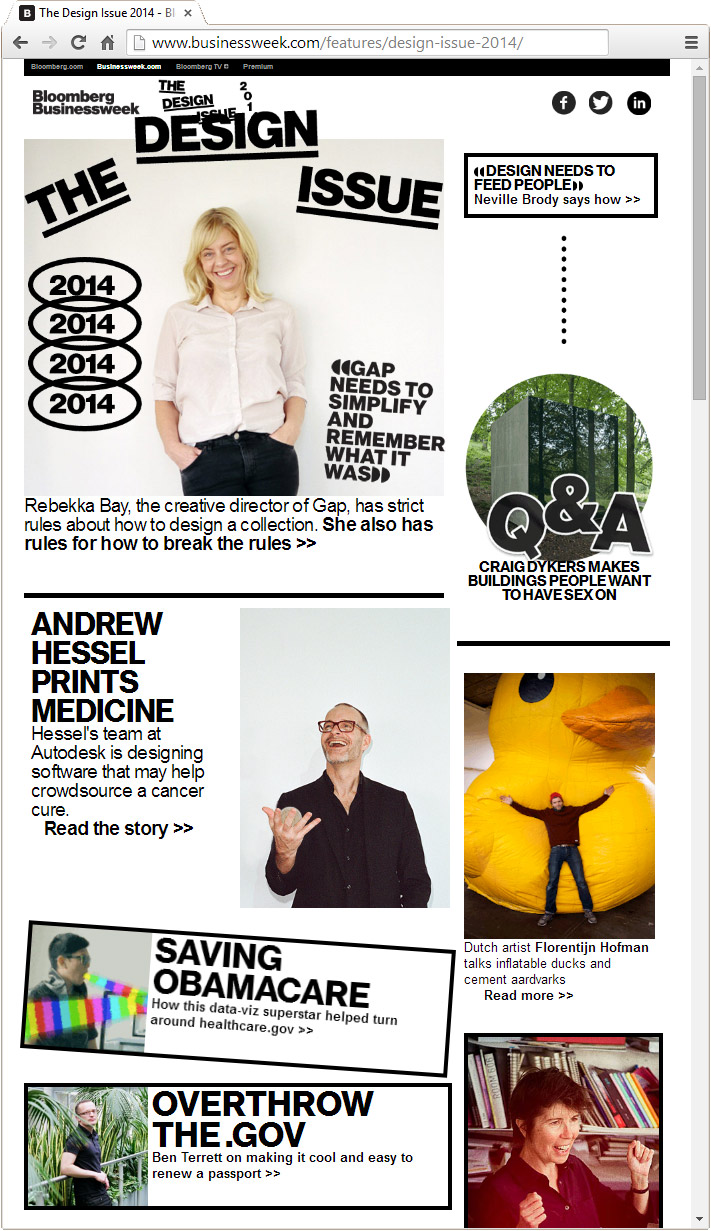 The Design Issue 2014 - Bl
www.businessweek.com/features/design-issue-2014/
Bloomberg.com Businessweek.com Bloomberg TV Premium
Bloomberg
Businessweek
THE
DESIGN
ISSUE
201
THE
DESIGN
ISSUE
2014
2014
2014
2014
((GAP
NEEDS TO
SIMPLIFY
AND
REMEMBER
WHAT IT
WAS))
Rebekka Bay, the creative director of Gap, has strict
rules about how to design a collection. She also has
rules for how to break the rules >>
ANDREW
HESSEL
PRINTS
MEDICINE
Hessel's team at
Autodesk is designing
software that may help
crowdsource a cancer
cure.
Read the story >>
SAVING
OBAMACARE
How this data-viz superstar helped turn
around healthcare.gov >>
OVERTHROW
THE .GOV
Ben Terrett on making it cool and easy to
renew a passport >>
((DESIGN NEEDS TO
FEED PEOPLE))
Neville Brody says how >>
Q&A
CRAIG DYKERS MAKES
BUILDINGS PEOPLE WANT
TO HAVE SEX ON
Dutch artist Florentijn Hofman
talks inflatable ducks and
cement aardvarks
Read more >>